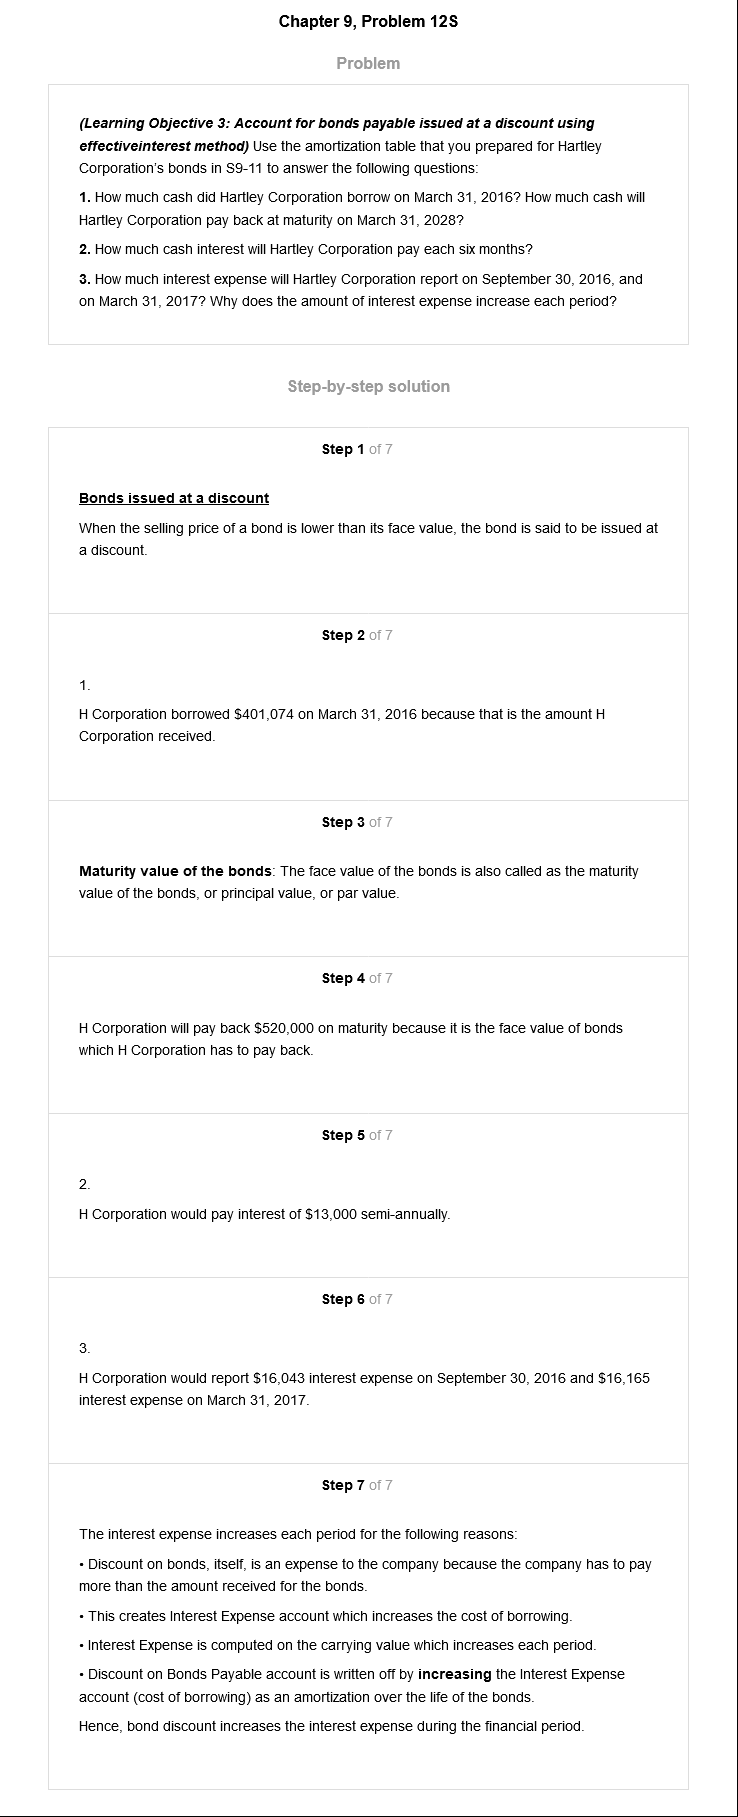 Chapter 9, Problem 12S
Problem
(Learning Objective 3: Account for bonds payable issued at a discount using
effectiveinterest method) Use the amortization table that you prepared for Hartley
Corporation's bonds in S9-11 to answer the following questions:
1. How much cash did Hartley Corporation borrow on March 31, 2016? How much cash will
Hartley Corporation pay back at maturity on March 31, 2028?
2. How much cash interest will Hartley Corporation pay each six months?
3. How much interest expense will Hartley Corporation report on September 30, 2016, and
on March 31, 2017? Why does the amount of interest expense increase each period?
Step-by-step solution
Step 1 of 7
Bonds issued at a discount
When the selling price of a bond is lower than its face value, the bond is said to be issued at
a discount.
Step 2 of 7
1.
H Corporation borrowed $401,074 on March 31, 2016 because that is the amount H
Corporation received.
Step 3 of 7
Maturity value of the bonds: The face value of the bonds is also called as the maturity
value of the bonds, or principal value, or par value.
Step 4 of 7
H Corporation will pay back $520,000 on maturity because it is the face value of bonds
which H Corporation has to pay back.
Step 5 of 7
2.
H Corporation would pay interest of $13,000 semi-annually.
Step 6 of 7
3.
H Corporation would report $16,043 interest expense on September 30, 2016 and $16,165
interest expense on March 31, 2017.
Step 7 of 7
The interest expense increases each period for the following reasons:
• Discount on bonds, itself, is an expense to the company because the company has to pay
more than the amount received for the bonds.
• This creates Interest Expense account which increases the cost of borrowing.
• Interest Expense is computed on the carrying value which increases each period.
• Discount on Bonds Payable account is written off by increasing the Interest Expense
account (cost of borrowing) as an amortization over the life of the bonds.
Hence, bond discount increases the interest expense during the financial period.